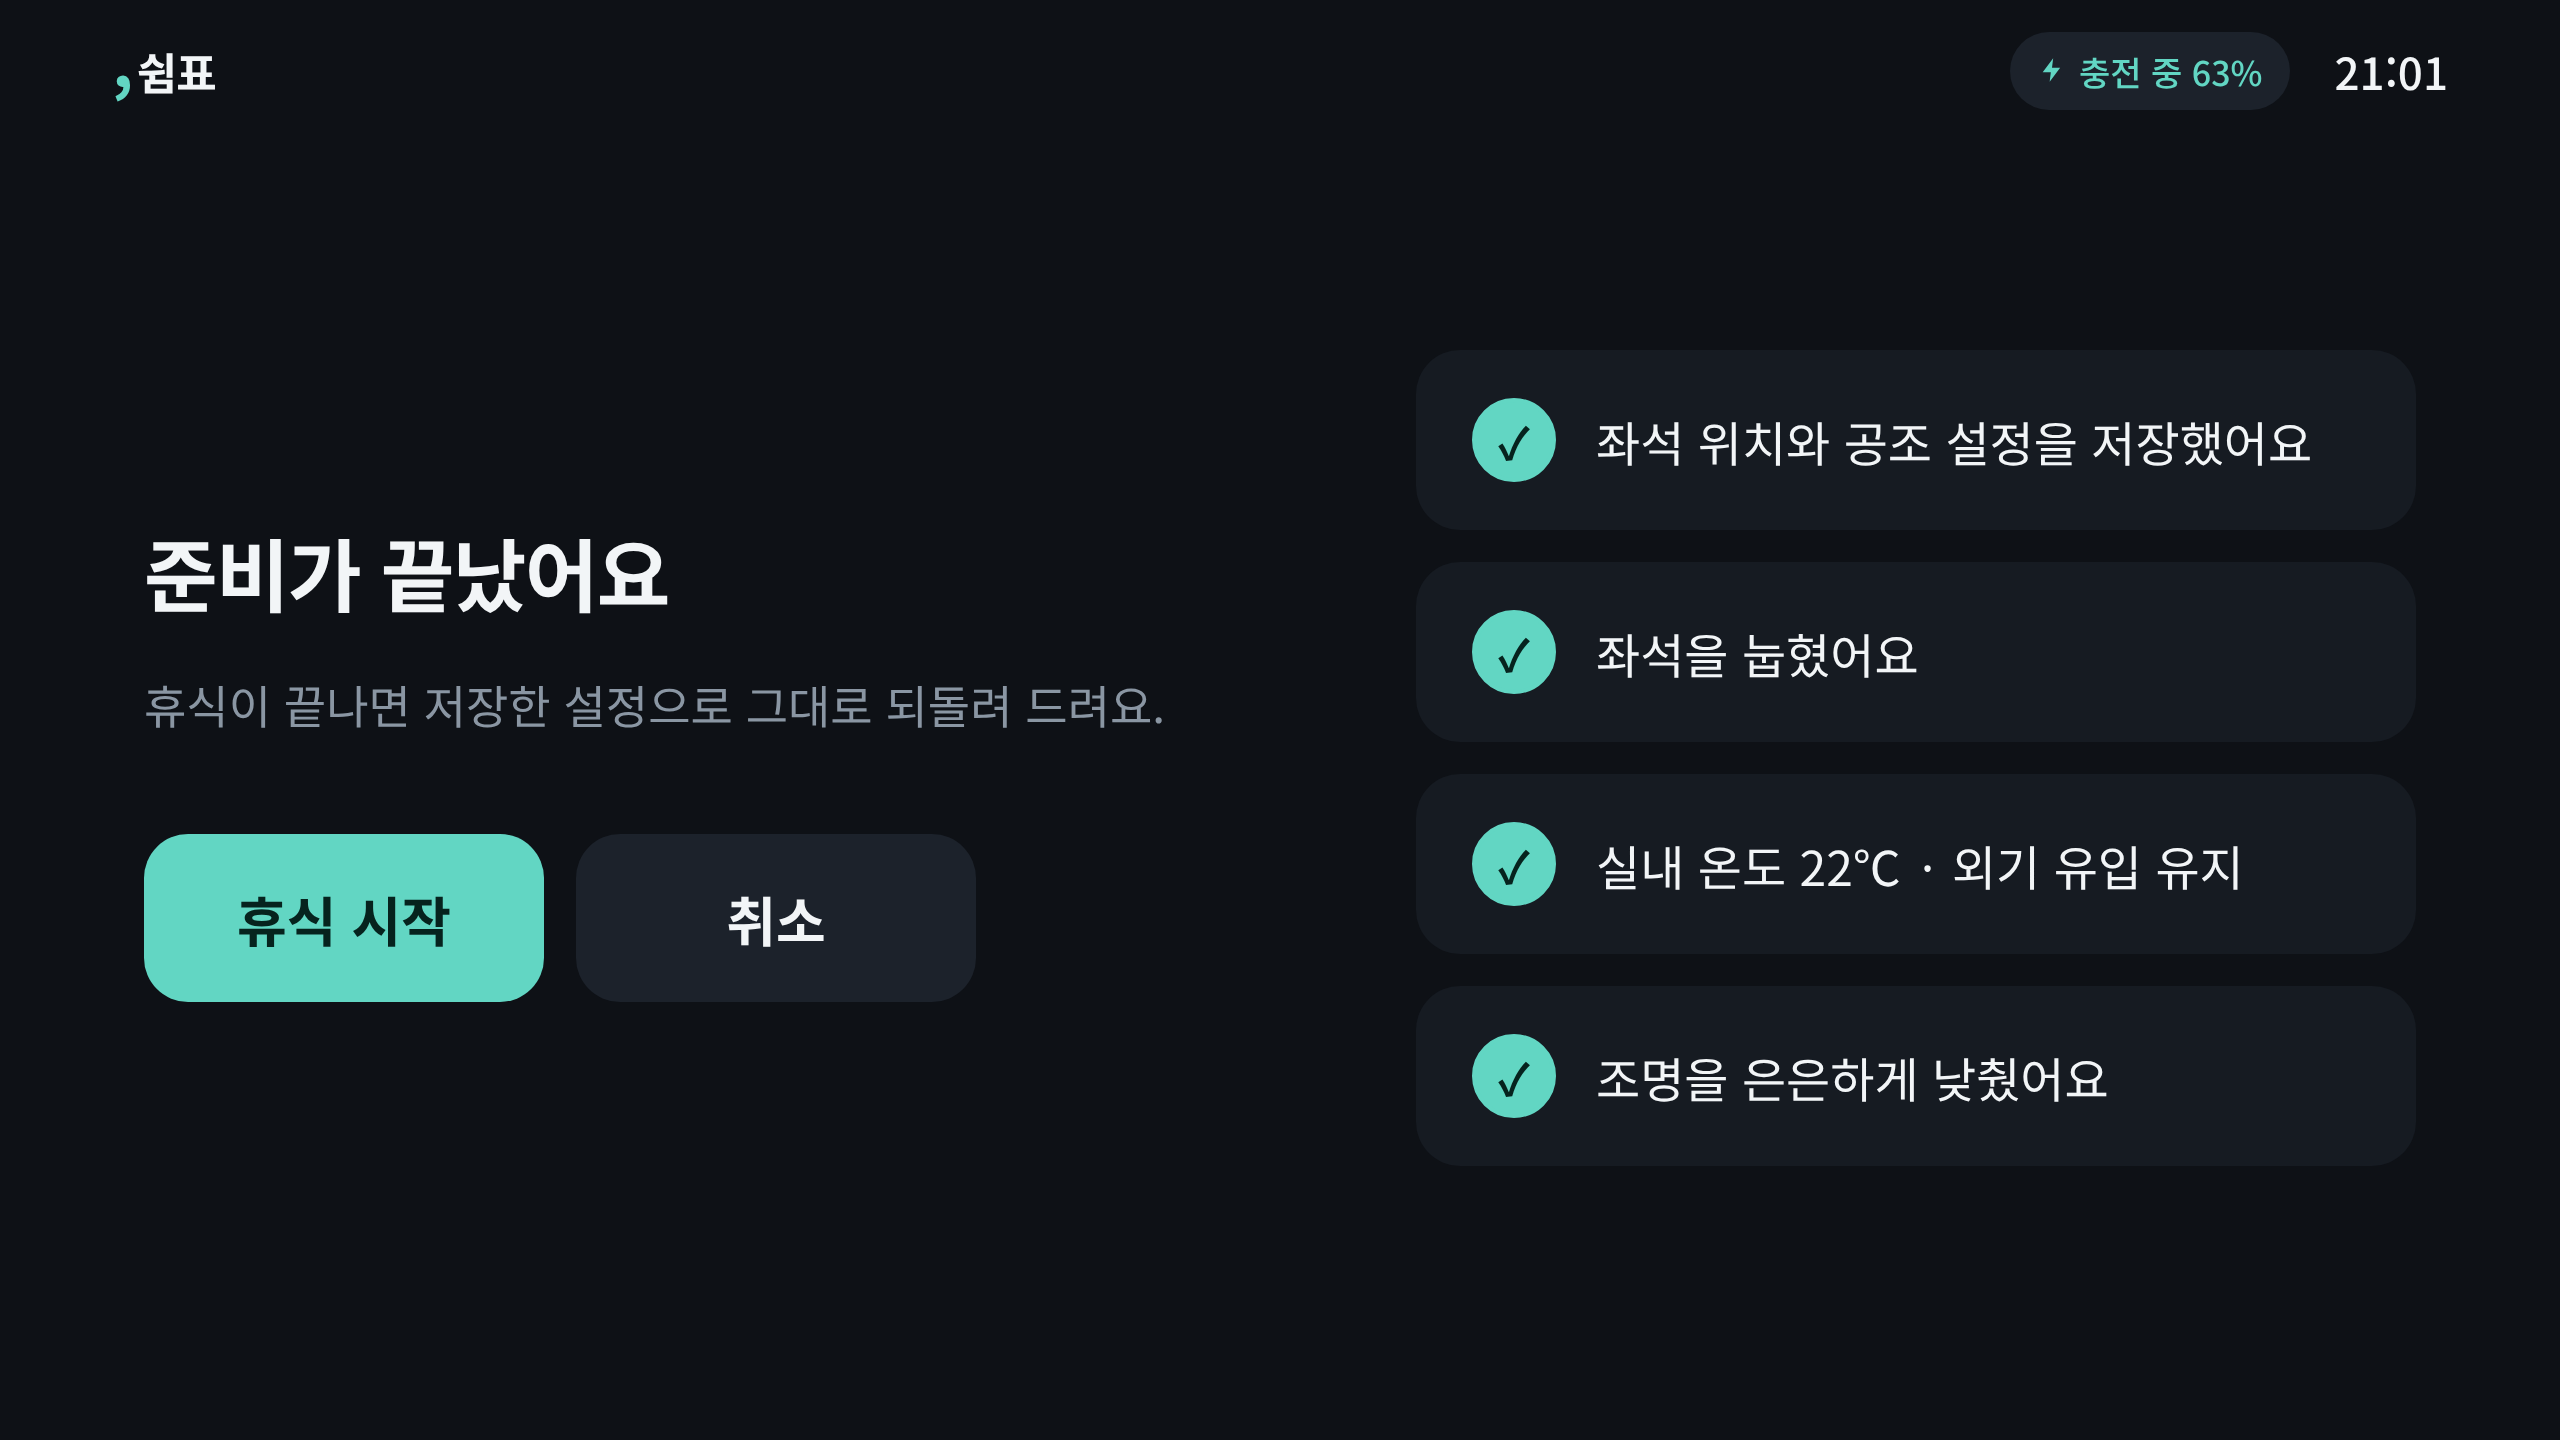 , 쉼표
충전 중 63%
21:01
준비가 끝났어요
휴식이 끝나면 저장한 설정으로 그대로 되돌려 드려요.
휴식 시작
취소
✓ 좌석 위치와 공조 설정을 저장했어요
✓ 좌석을 눕혔어요
✓ 실내 온도 22°C · 외기 유입 유지
✓ 조명을 은은하게 낮췄어요